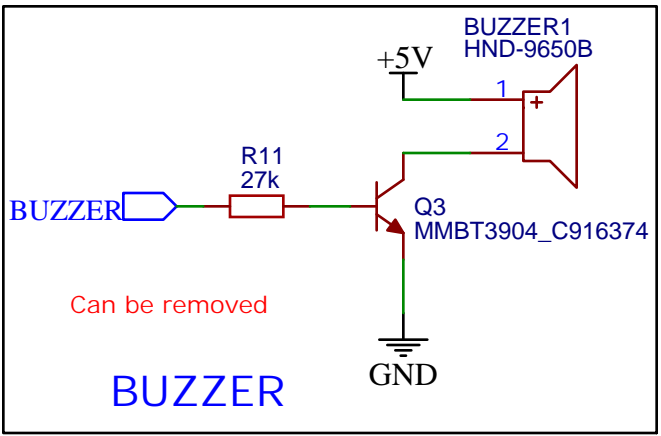 BUZZER1
HND-9650B
+5V
1
+
2
R11
27k
BUZZER
Q3
MMBT3904_C916374
Can be removed
GND
BUZZER